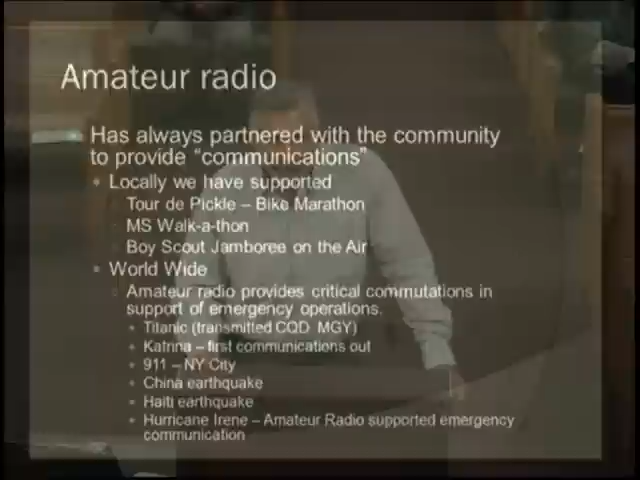 Amateur radio
Has always partnered with the community
to provide “communications”
Locally we have supported
Tour de Pickle – Bike Marathon
MS Walk-a-thon
Boy Scout Jamboree on the Air
World Wide
Amateur radio provides critical commutations in
support of emergency operations.
Titanic (transmitted CQD MGY)
Katrina – first communications out
911 – NY City
China earthquake
Haiti earthquake
Hurricane Irene – Amateur Radio supported emergency
communication